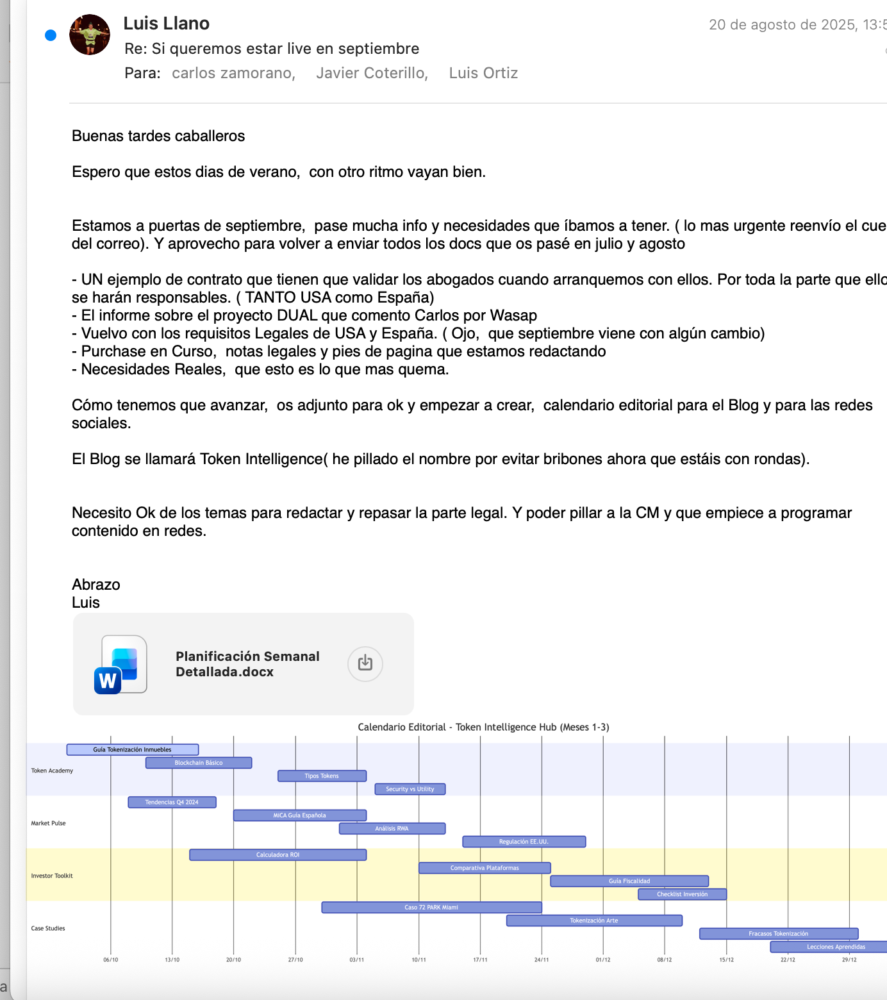 Luis Llano
20 de agosto de 2025, 13:5
Re: Si queremos estar live en septiembre
Para: carlos zamorano, Javier Coterillo, Luis Ortiz
Buenas tardes caballeros
Espero que estos dias de verano, con otro ritmo vayan bien.
Estamos a puertas de septiembre, pase mucha info y necesidades que íbamos a tener. ( lo mas urgente reenvío el cue
del correo). Y aprovecho para volver a enviar todos los docs que os pasé en julio y agosto
- UN ejemplo de contrato que tienen que validar los abogados cuando arranquemos con ellos. Por toda la parte que ello
se harán responsables. ( TANTO USA como España)
- El informe sobre el proyecto DUAL que comento Carlos por Wasap
- Vuelvo con los requisitos Legales de USA y España. ( Ojo, que septiembre viene con algún cambio)
- Purchase en Curso, notas legales y pies de pagina que estamos redactando
- Necesidades Reales, que esto es lo que mas quema.
Cómo tenemos que avanzar, os adjunto para ok y empezar a crear, calendario editorial para el Blog y para las redes
sociales.
El Blog se llamará Token Intelligence( he pillado el nombre por evitar bribones ahora que estáis con rondas).
Necesito Ok de los temas para redactar y repasar la parte legal. Y poder pillar a la CM y que empiece a programar
contenido en redes.
Abrazo
Luis
W
Planificación Semanal
Detallada.docx
Calendario Editorial - Token Intelligence Hub (Meses 1-3)
Token Academy
Guía Tokenización Inmuebles
Blockchain Básico
Tipos Tokens
Security vs Utility
Market Pulse
Tendencias Q4 2024
MiCA Guía Española
Análisis RWA
Regulación EE.UU.
Investor Toolkit
Calculadora ROI
Comparativa Plataformas
Guía Fiscalidad
Checklist Inversión
Case Studies
Caso 72 PARK Miami
Tokenización Arte
Fracasos Tokenización
Lecciones Aprendidas
06/10 13/10 20/10 27/10 03/11 10/11 17/11 24/11 01/12 08/12 15/12 22/12 29/12
a